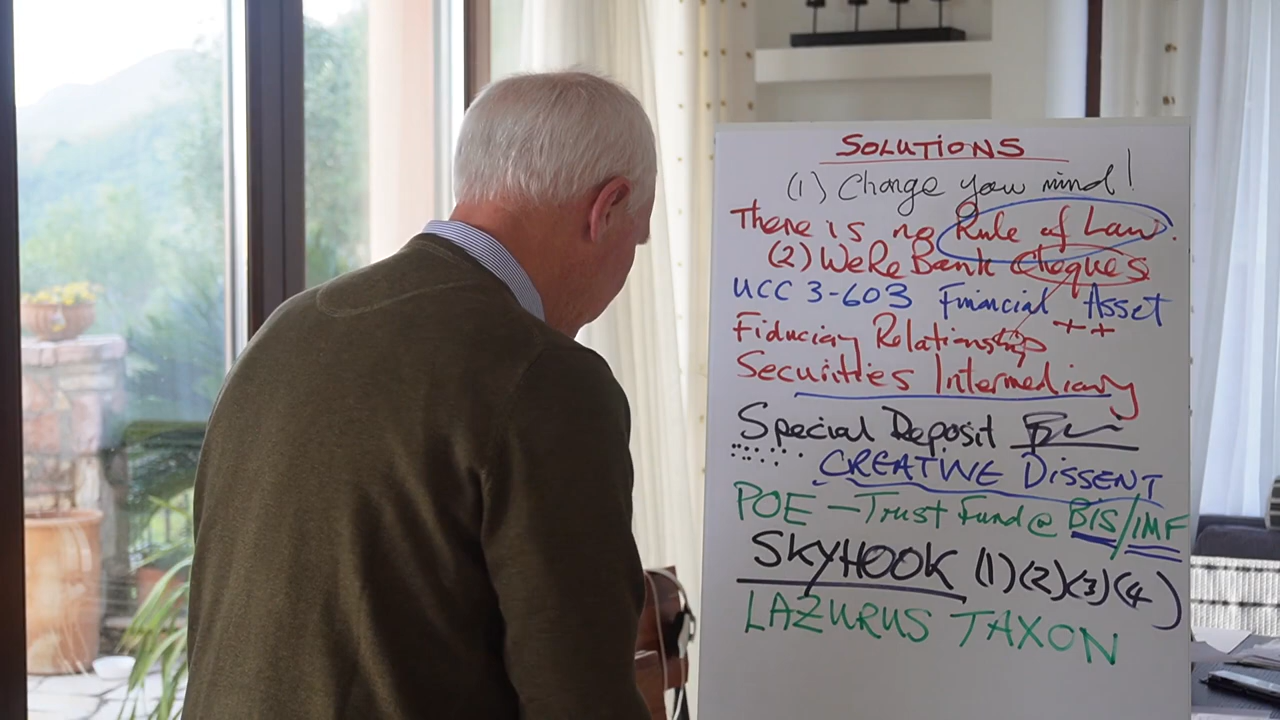 SOLUTIONS
(1) Change your mind!
There is no Rule of Law.
(2) WeRe Bank Cheques
UCC 3-603 Financial Asset
Fiduciary Relationship ++
Securities Intermediary
Special Deposit
CREATIVE DISSENT
POE – Trust Fund @ BIS/IMF
SKYHOOK (1)(2)(3)(4)
LAZURUS TAXON